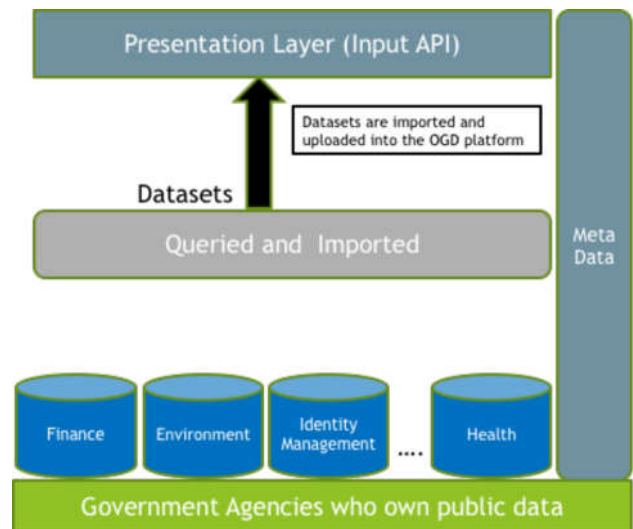 Presentation Layer (Input API)
Datasets are imported and
uploaded into the OGD platform
Datasets
Queried and Imported
Meta
Data
Finance
Environment
Identity
Management
....
Health
Government Agencies who own public data